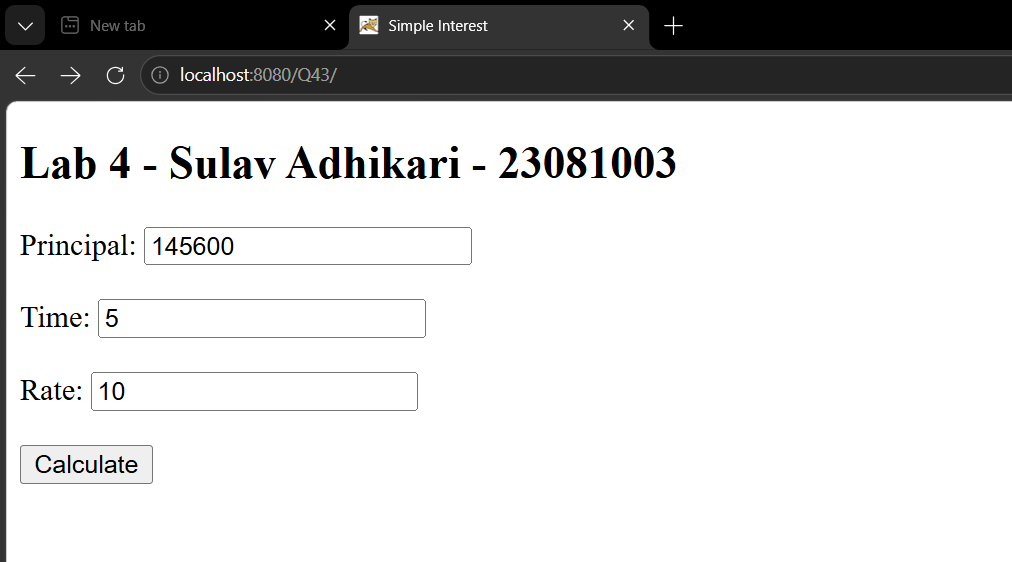 New tab
Simple Interest
localhost:8080/Q43/
Lab 4 - Sulav Adhikari - 23081003
Principal: 145600
Time: 5
Rate: 10
Calculate